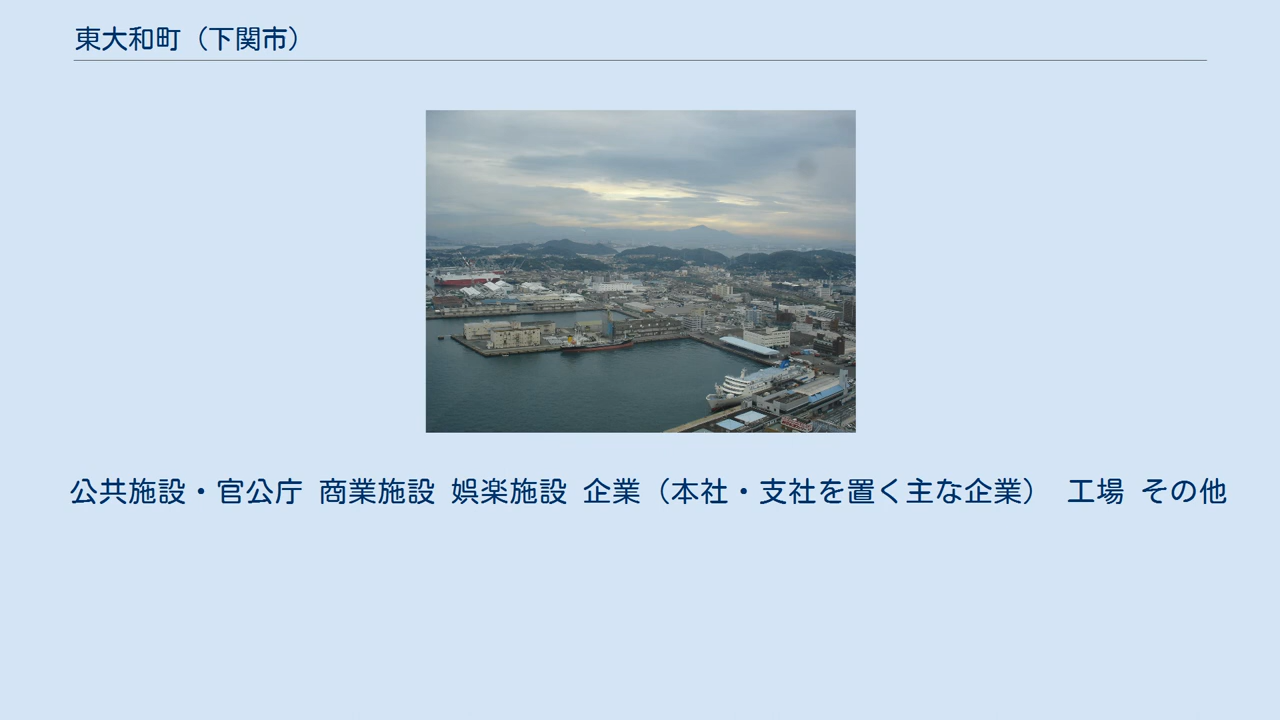 東大和町（下関市）
公共施設・官公庁 商業施設 娯楽施設 企業（本社・支社を置く主な企業） 工場 その他